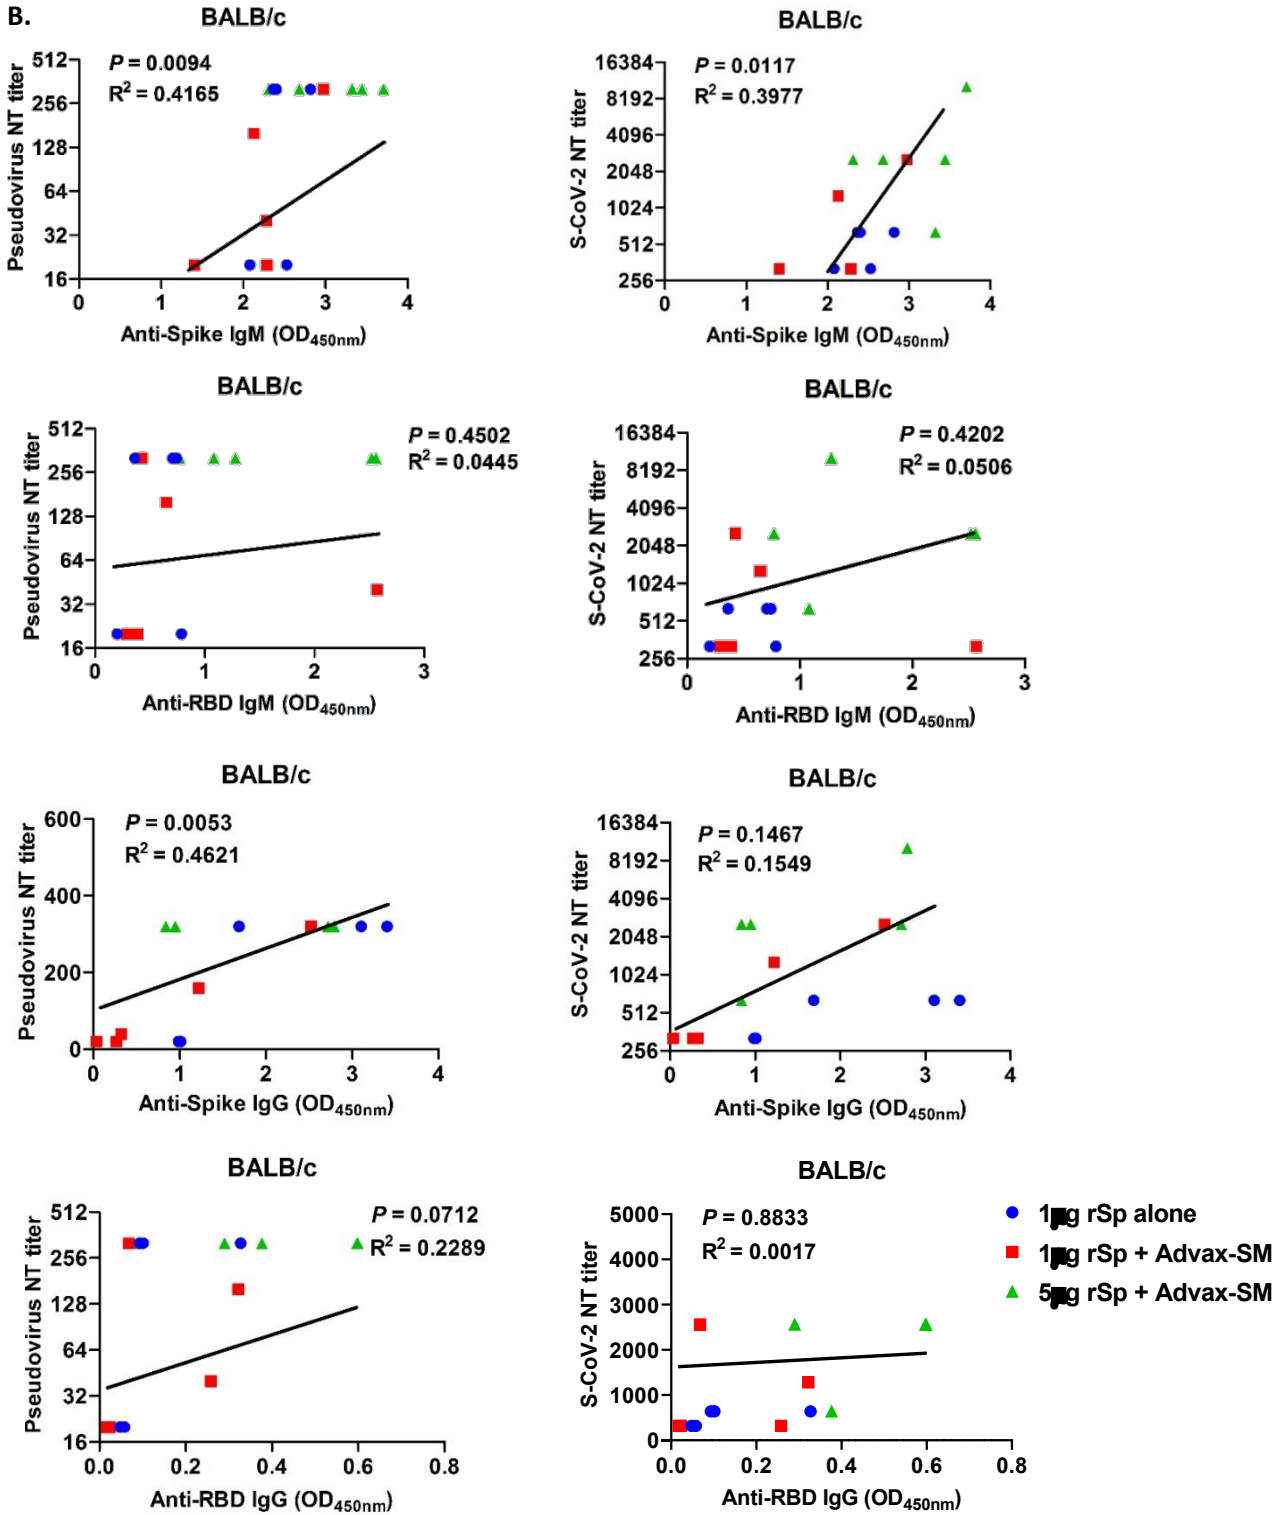 B.
BALB/c
P = 0.0094
R² = 0.4165
512
256
128
64
32
16
0 1 2 3 4
Pseudovirus NT titer
Anti-Spike IgM (OD450nm)
BALB/c
P = 0.0117
R² = 0.3977
16384
8192
4096
2048
1024
512
256
0 1 2 3 4
S-CoV-2 NT titer
Anti-Spike IgM (OD450nm)
BALB/c
P = 0.4502
R² = 0.0445
512
256
128
64
32
16
0 1 2 3
Pseudovirus NT titer
Anti-RBD IgM (OD450nm)
BALB/c
P = 0.4202
R² = 0.0506
16384
8192
4096
2048
1024
512
256
0 1 2 3
S-CoV-2 NT titer
Anti-RBD IgM (OD450nm)
BALB/c
P = 0.0053
R² = 0.4621
600
400
200
0
0 1 2 3 4
Pseudovirus NT titer
Anti-Spike IgG (OD450nm)
BALB/c
P = 0.1467
R² = 0.1549
16384
8192
4096
2048
1024
512
256
0 1 2 3 4
S-CoV-2 NT titer
Anti-Spike IgG (OD450nm)
BALB/c
P = 0.0712
R² = 0.2289
512
256
128
64
32
16
0.0 0.2 0.4 0.6 0.8
Pseudovirus NT titer
Anti-RBD IgG (OD450nm)
BALB/c
P = 0.8833
R² = 0.0017
5000
4000
3000
2000
1000
0
0.0 0.2 0.4 0.6 0.8
S-CoV-2 NT titer
Anti-RBD IgG (OD450nm)
1µg rSp alone
1µg rSp + Advax-SM
5µg rSp + Advax-SM